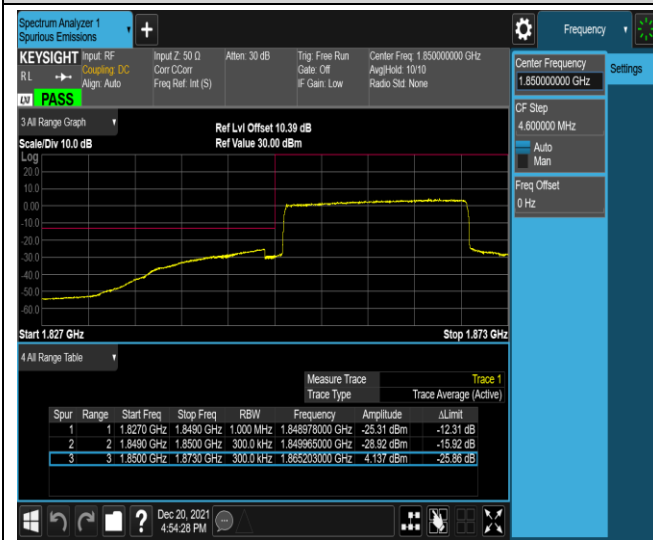 Spectrum Analyzer 1
Spurious Emissions
Frequency
KEYSIGHT Input: RF
R L
Coupling: DC
Align: Auto
LXI PASS
Input Z: 50 Ω
Corr CCorr
Freq Ref: Int (S)
Atten: 30 dB
Trig: Free Run
Gate: Off
IF Gain: Low
Center Freq: 1.850000000 GHz
Avg|Hold: 10/10
Radio Std: None
Center Frequency
1.850000000 GHz
Settings
CF Step
4.600000 MHz
Auto
Man
Freq Offset
0 Hz
3 All Range Graph
Scale/Div 10.0 dB
Ref Lvl Offset 10.39 dB
Ref Value 30.00 dBm
Log
20.0
10.0
0.00
-10.0
-20.0
-30.0
-40.0
-50.0
-60.0
Start 1.827 GHz
Stop 1.873 GHz
4 All Range Table
Measure Trace Trace 1
Trace Type Trace Average (Active)
Spur Range Start Freq Stop Freq RBW Frequency Amplitude ΔLimit
1 1 1.8270 GHz 1.8490 GHz 1.000 MHz 1.848978000 GHz -25.31 dBm -12.31 dB
2 2 1.8490 GHz 1.8500 GHz 300.0 kHz 1.849965000 GHz -28.92 dBm -15.92 dB
3 3 1.8500 GHz 1.8730 GHz 300.0 kHz 1.865203000 GHz 4.137 dBm -25.86 dB
Dec 20, 2021
4:54:28 PM